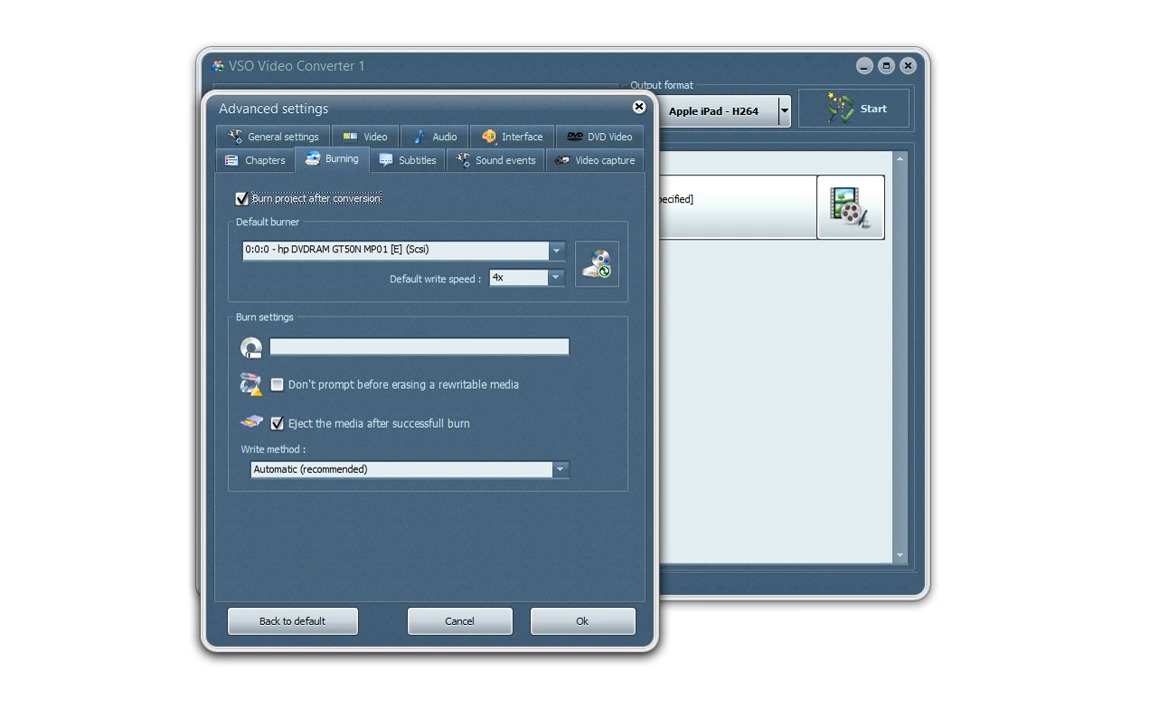 VSO Video Converter 1
Output format
Apple iPad - H264
Start
Advanced settings
General settings
Video
Audio
Interface
DVD Video
Chapters
Burning
Subtitles
Sound events
Video capture
Burn project after conversion
Default burner
0:0:0 - hp DVDRAM GT50N MP01 [E] (Scsi)
Default write speed :
4x
Burn settings
Don't prompt before erasing a rewritable media
Eject the media after successfull burn
Write method :
Automatic (recommended)
Back to default
Cancel
Ok
ecified]